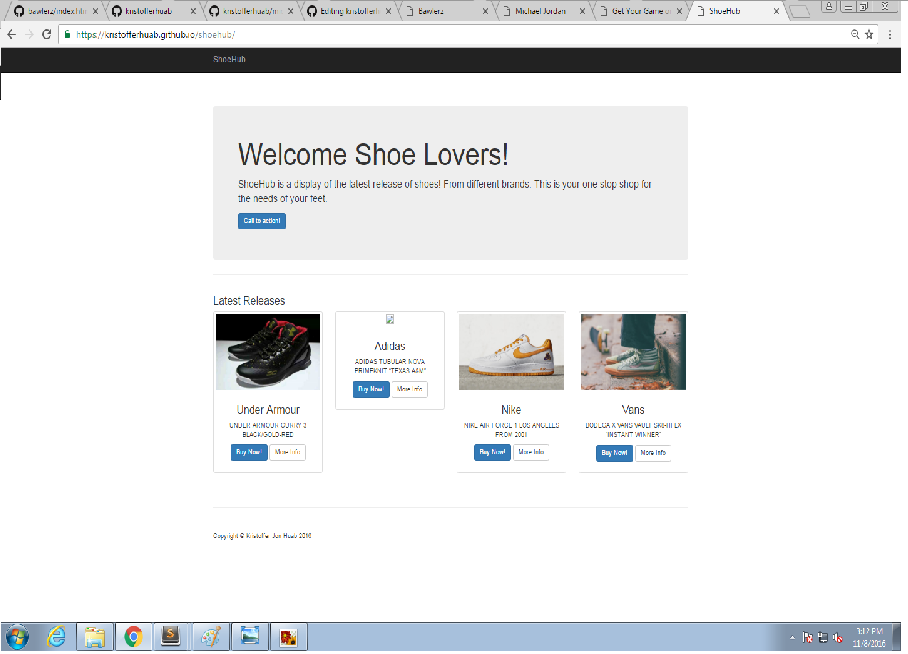 bawlerz/index.htm
kristofferhuab
kristofferhuab/
Editing kristofferh
Bawlerz
Michael Jordan
Get Your Game
ShoeHub
https://kristofferhuab.github.io/shoehub/
ShoeHub
Welcome Shoe Lovers!
ShoeHub is a display of the latest release of shoes! From different brands. This is your one stop shop for
the needs of your feet.
Call to action!
Latest Releases
Under Armour
UNDER ARMOUR CURRY 3
BLACK/GOLD-RED
Buy Now! More Info
Adidas
ADIDAS TUBULAR NOVA
PRIMEKNIT "TEXAS A&M"
Buy Now! More Info
Nike
NIKE AIR FORCE 1 LOS ANGELES
FROM 2001
Buy Now! More Info
Vans
BODEGA X VANS VAULT SK8-HI LX
"INSTANT WINNER"
Buy Now! More Info
Copyright © Kristoffer Jon Huab 2016
3:12 PM
11/8/2016